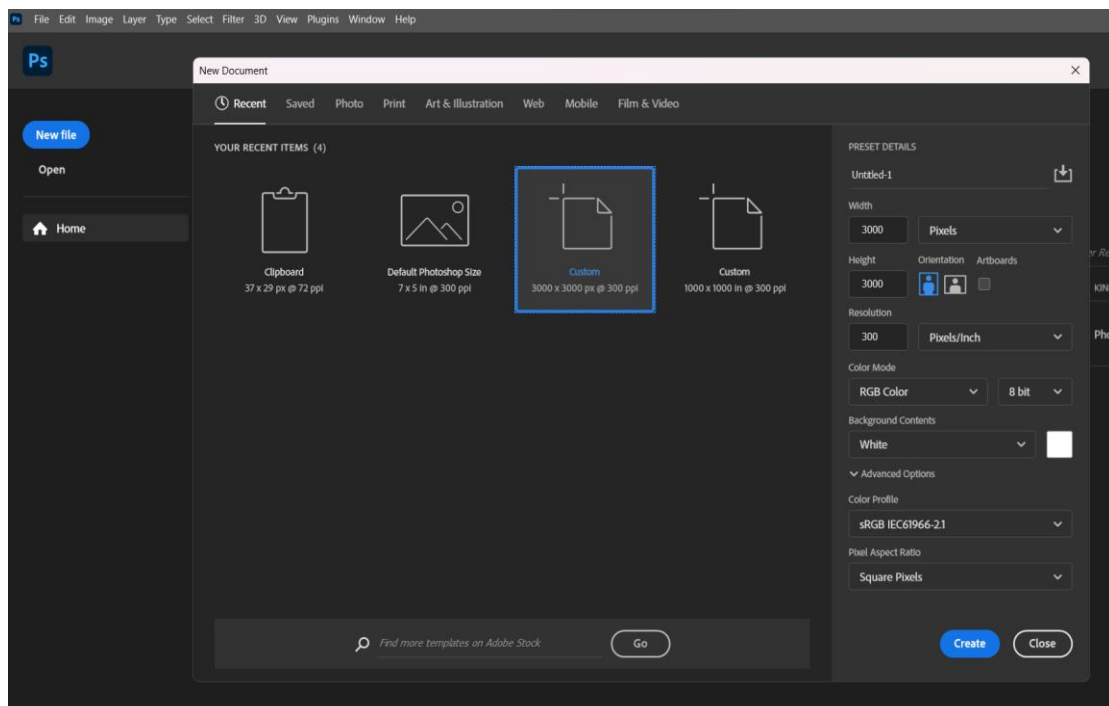 Ps File Edit Image Layer Type Select Filter 3D View Plugins Window Help
Ps
New file
Open
Home
New Document
Recent Saved Photo Print Art & Illustration Web Mobile Film & Video
YOUR RECENT ITEMS (4)
Clipboard
37 x 29 px @ 72 ppi
Default Photoshop Size
7 x 5 in @ 300 ppi
Custom
3000 x 3000 px @ 300 ppi
Custom
1000 x 1000 in @ 300 ppi
Find more templates on Adobe Stock
Go
PRESET DETAILS
Untitled-1
Width
3000 Pixels
Height Orientation Artboards
3000
Resolution
300 Pixels/Inch
Color Mode
RGB Color 8 bit
Background Contents
White
Advanced Options
Color Profile
sRGB IEC61966-2.1
Pixel Aspect Ratio
Square Pixels
Create Close